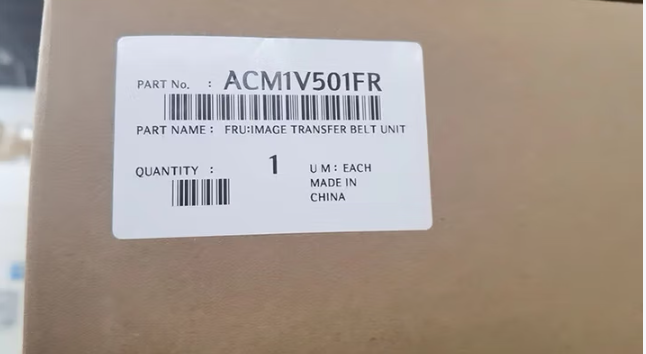 PART No. : ACM1V501FR
PART NAME : FRU:IMAGE TRANSFER BELT UNIT
QUANTITY : 1 U M : EACH
MADE IN
CHINA